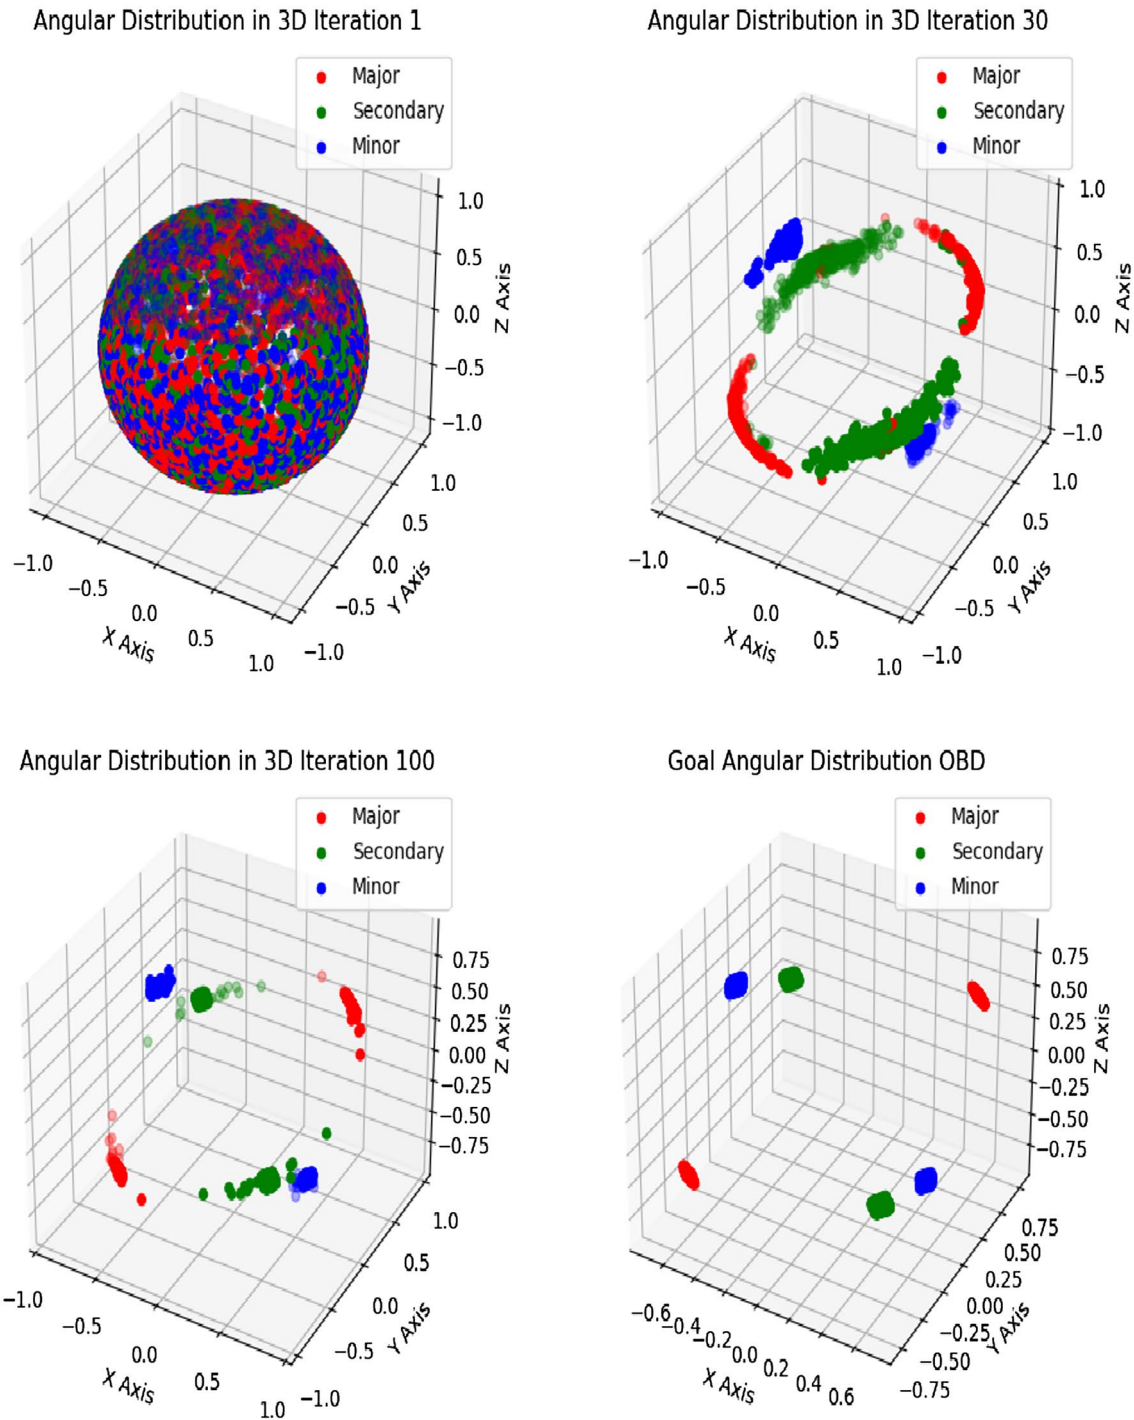 Angular Distribution in 3D Iteration 1
Major
Secondary
Minor
1.0
0.5
0.0
−0.5
−1.0
Z Axis
1.0
0.5
0.0
−0.5
−1.0
Y Axis
−1.0
−0.5
0.0
0.5
1.0
X Axis
Angular Distribution in 3D Iteration 30
Major
Secondary
Minor
1.0
0.5
0.0
−0.5
−1.0
Z Axis
1.0
0.5
0.0
−0.5
−1.0
Y Axis
−1.0
−0.5
0.0
0.5
1.0
X Axis
Angular Distribution in 3D Iteration 100
Major
Secondary
Minor
0.75
0.50
0.25
0.00
−0.25
−0.50
−0.75
Z Axis
1.0
0.5
0.0
−0.5
−1.0
Y Axis
−1.0
−0.5
0.0
0.5
1.0
X Axis
Goal Angular Distribution OBD
Major
Secondary
Minor
0.75
0.50
0.25
0.00
−0.25
−0.50
−0.75
Z Axis
0.75
0.50
0.25
0.00
−0.25
−0.50
−0.75
Y Axis
−0.6
−0.4
−0.2
0.0
0.2
0.4
0.6
X Axis